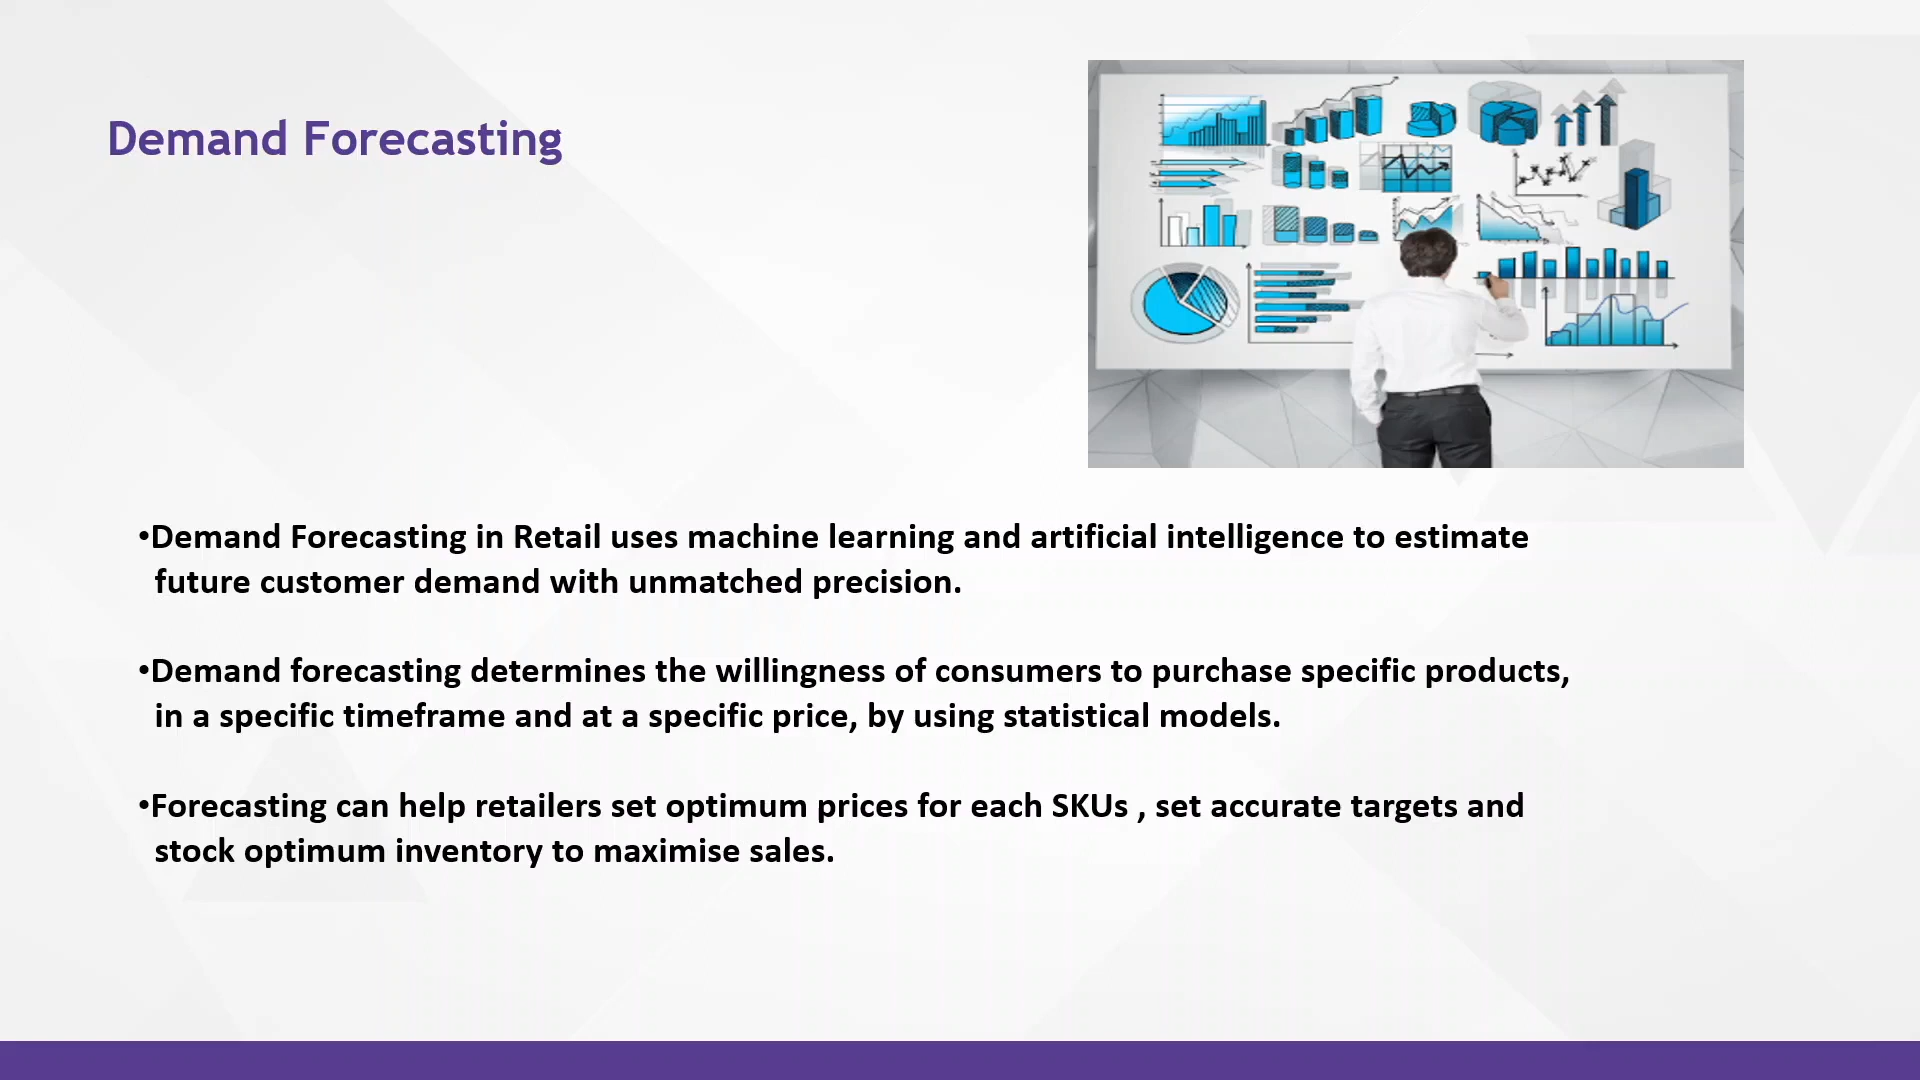 Demand Forecasting
•Demand Forecasting in Retail uses machine learning and artificial intelligence to estimate
future customer demand with unmatched precision.
•Demand forecasting determines the willingness of consumers to purchase specific products,
in a specific timeframe and at a specific price, by using statistical models.
•Forecasting can help retailers set optimum prices for each SKUs , set accurate targets and
stock optimum inventory to maximise sales.